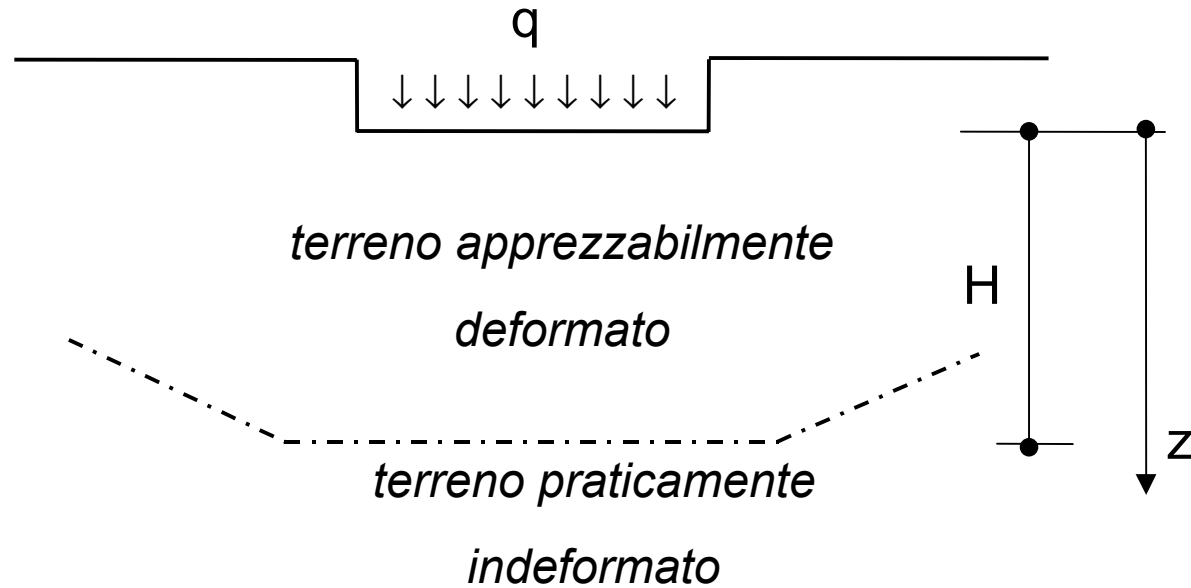 q
terreno apprezzabilmente
deformato
H
z
terreno praticamente
indeformato